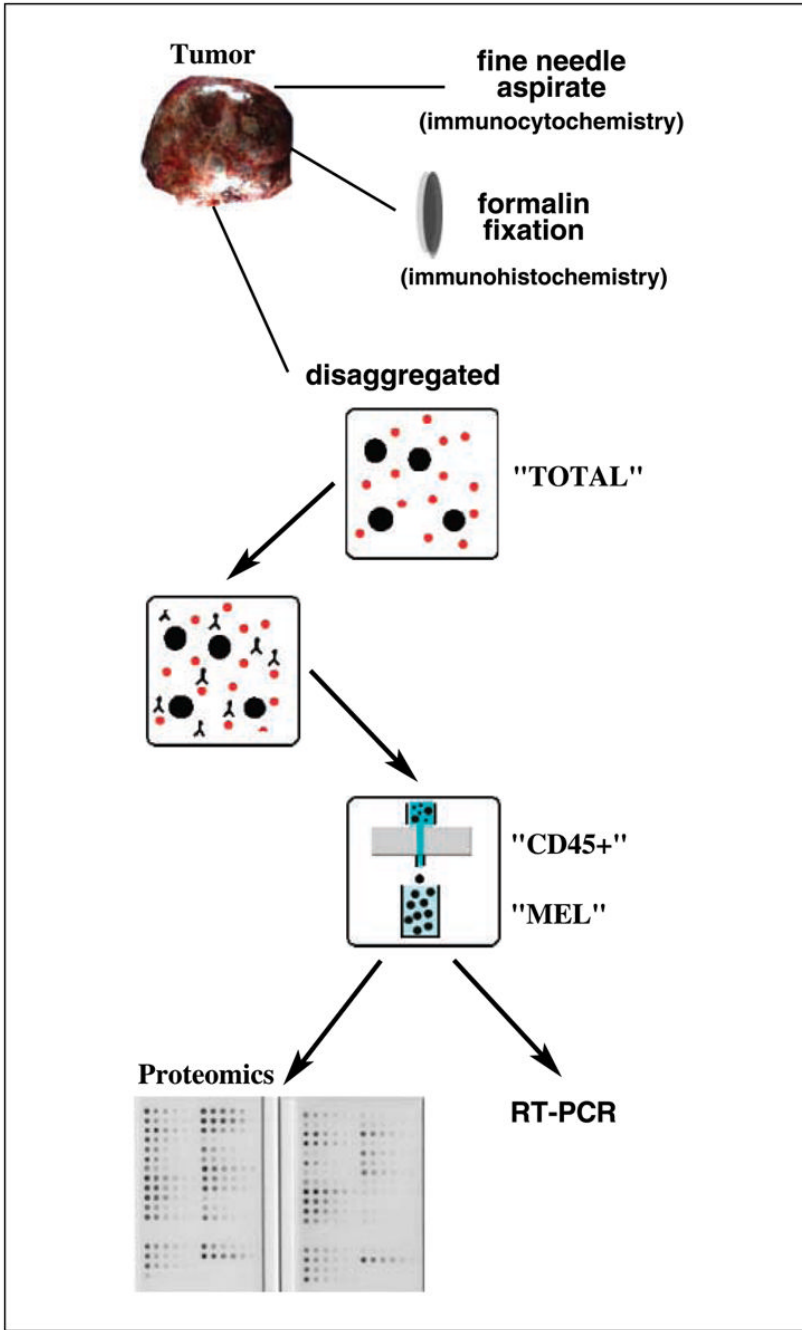 Tumor
fine needle
aspirate
(immunocytochemistry)
formalin
fixation
(immunohistochemistry)
disaggregated
"TOTAL"
"CD45+"
"MEL"
Proteomics
RT-PCR